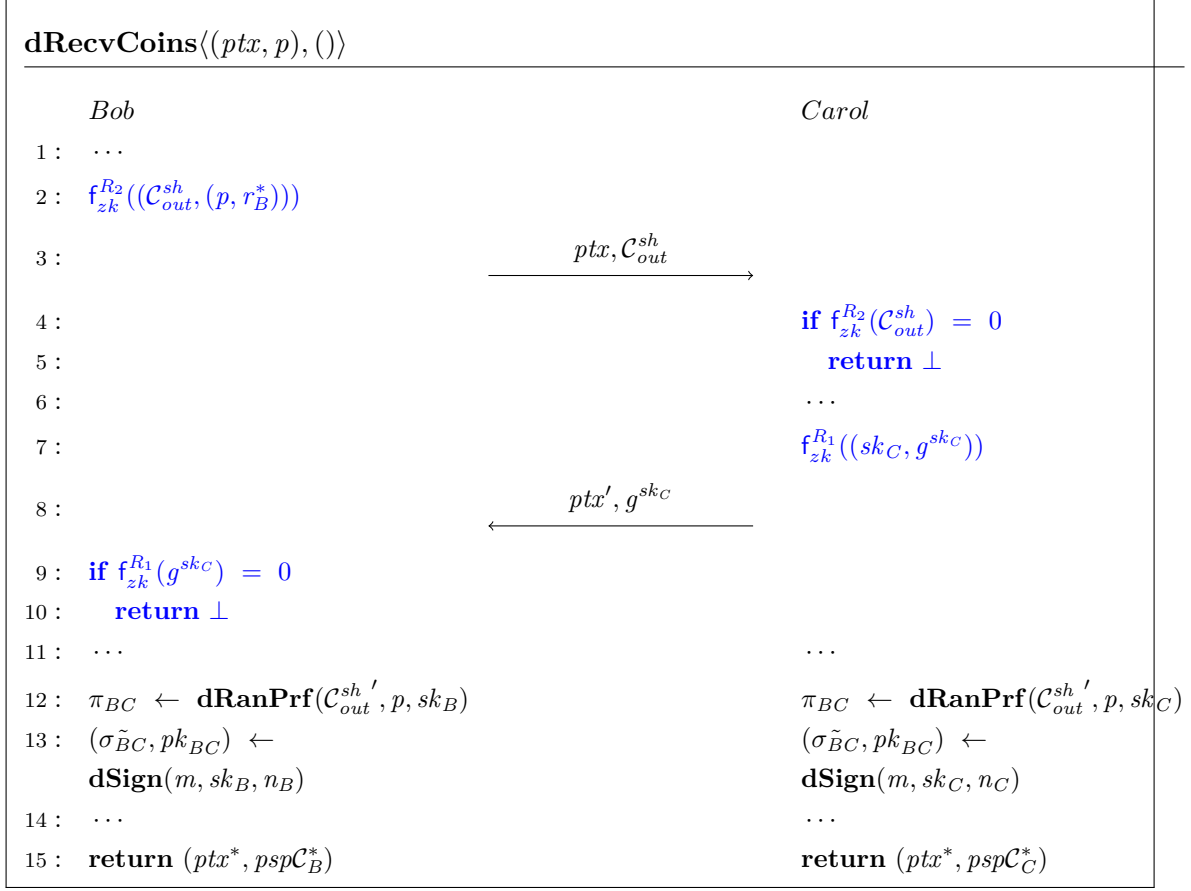 dRecvCoins⟨(ptx, p), ()⟩
Bob Carol
1 : ···
2 : f_{zk}^{R_2}((𝒞_{out}^{sh}, (p, r_B^*)))
3 : ptx, 𝒞_{out}^{sh}
4 : if f_{zk}^{R_2}(𝒞_{out}^{sh}) = 0
5 : return ⊥
6 : ···
7 : f_{zk}^{R_1}((sk_C, g^{sk_C}))
8 : ptx′, g^{sk_C}
9 : if f_{zk}^{R_1}(g^{sk_C}) = 0
10 : return ⊥
11 : ··· ···
12 : π_{BC} ← dRanPrf(𝒞_{out}^{sh}′, p, sk_B) π_{BC} ← dRanPrf(𝒞_{out}^{sh}′, p, sk_C)
13 : (σ̃_{BC}, pk_{BC}) ← (σ̃_{BC}, pk_{BC}) ←
dSign(m, sk_B, n_B) dSign(m, sk_C, n_C)
14 : ··· ···
15 : return (ptx^*, psp𝒞_B^*) return (ptx^*, psp𝒞_C^*)